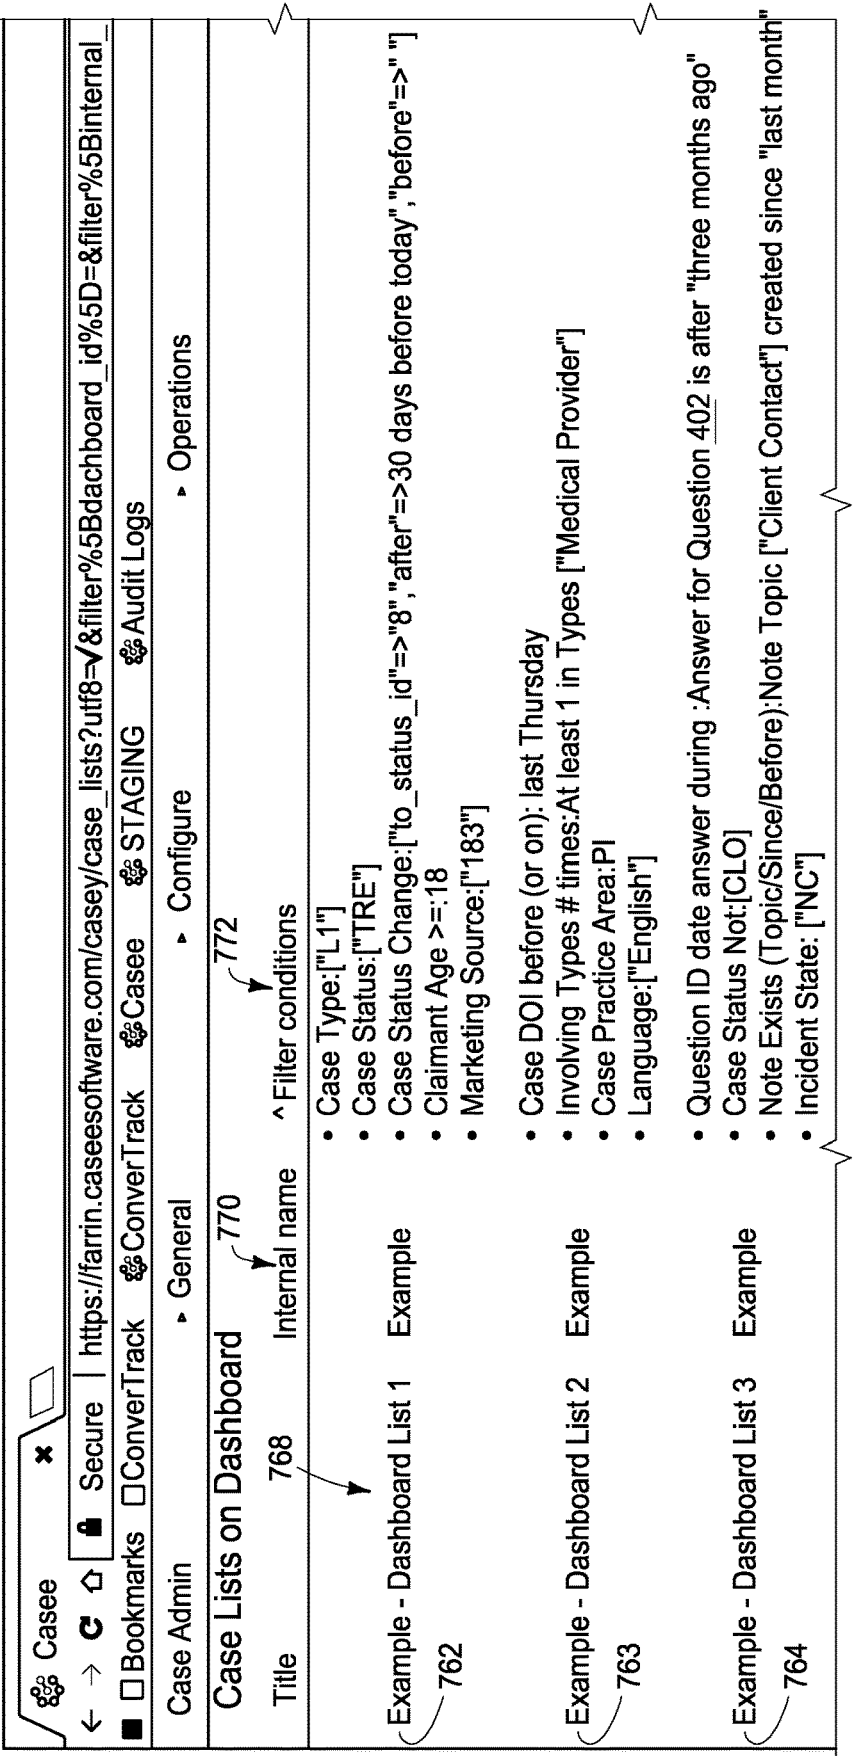 Casee ×
Secure | https://farrin.caseesoftware.com/casey/case_lists?utf8=√&filter%5Bdachboard_id%5D=&filter%5Binternal_
Bookmarks ConverTrack ConverTrack Casee STAGING Audit Logs
Case Admin General Configure Operations
Case Lists on Dashboard 770 772
Title 768 Internal name ^ Filter conditions
• Case Type:["L1"]
• Case Status:["TRE"]
Example - Dashboard List 1 Example • Case Status Change:["to_status_id"=>"8","after"=>30 days before today","before"=>" "]
• Claimant Age >=:18
762 • Marketing Source:["183"]
• Case DOI before (or on): last Thursday
Example - Dashboard List 2 Example • Involving Types # times:At least 1 in Types ["Medical Provider"]
• Case Practice Area:PI
763 • Language:["English"]
• Question ID date answer during :Answer for Question 402 is after "three months ago"
• Case Status Not:[CLO]
Example - Dashboard List 3 Example • Note Exists (Topic/Since/Before):Note Topic ["Client Contact"] created since "last month"
764 • Incident State: ["NC"]